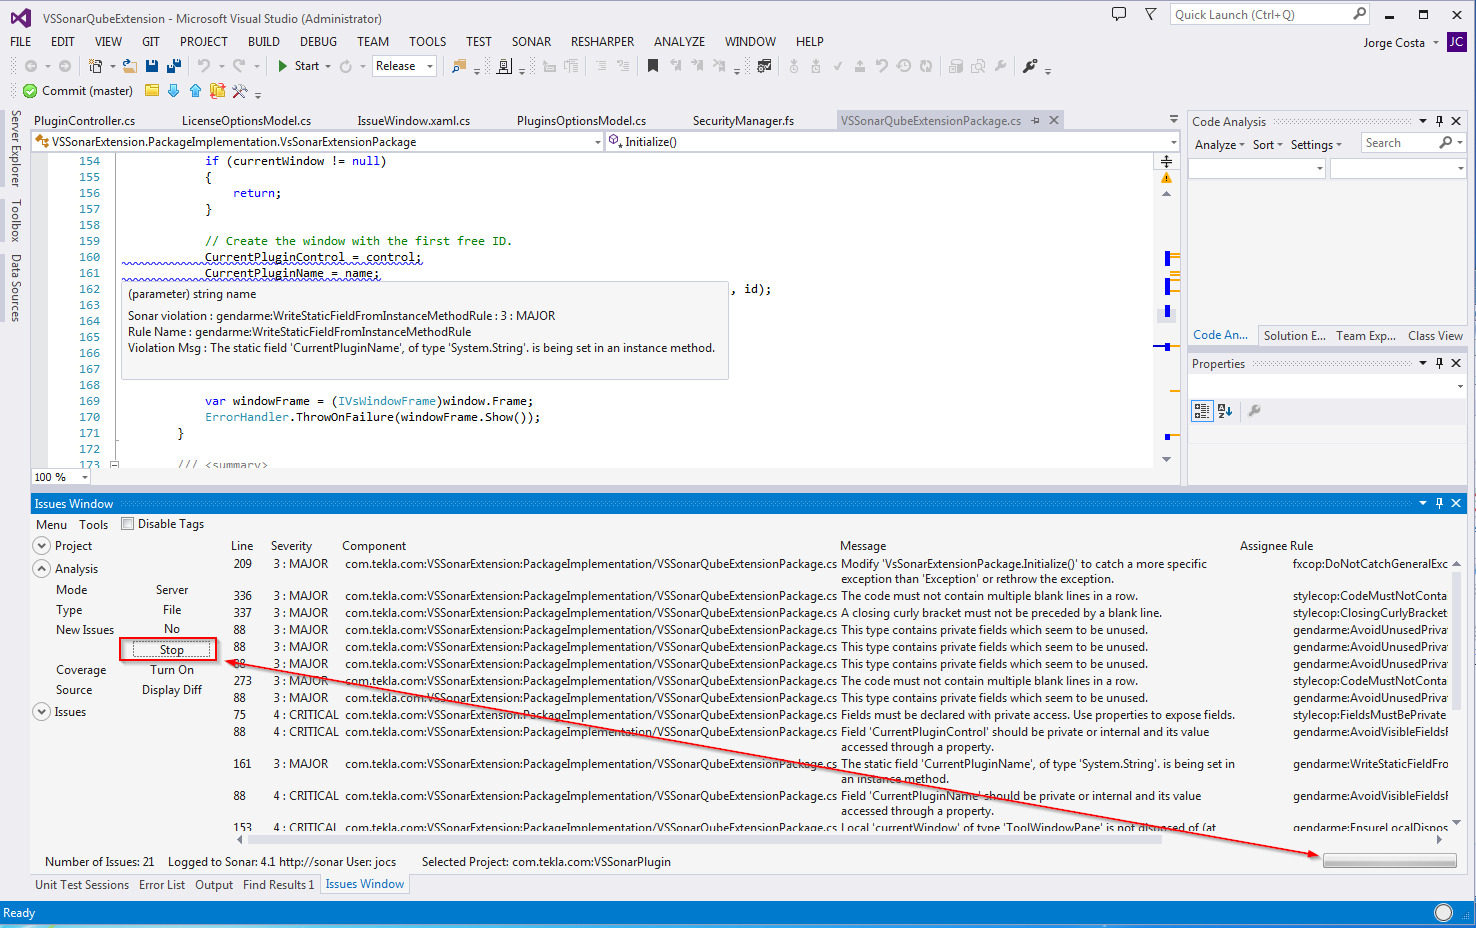 VSSonarQubeExtension - Microsoft Visual Studio (Administrator)
Quick Launch (Ctrl+Q)
FILE EDIT VIEW GIT PROJECT BUILD DEBUG TEAM TOOLS TEST SONAR RESHARPER ANALYZE WINDOW HELP
Jorge Costa JC
Start Release
Commit (master)
Server Explorer
Toolbox
Data Sources
PluginController.cs LicenseOptionsModel.cs IssueWindow.xaml.cs PluginsOptionsModel.cs SecurityManager.fs VSSonarQubeExtensionPackage.cs
VSSonarExtension.PackageImplementation.VsSonarExtensionPackage Initialize()
154 if (currentWindow != null)
155 {
156 return;
157 }
158
159 // Create the window with the first free ID.
160 CurrentPluginControl = control;
161 CurrentPluginName = name;
162 , id);
163
164
165
166
167
168
169 var windowFrame = (IVsWindowFrame)window.Frame;
170 ErrorHandler.ThrowOnFailure(windowFrame.Show());
171 }
172
173 /// <summary>
(parameter) string name
Sonar violation : gendarme:WriteStaticFieldFromInstanceMethodRule : 3 : MAJOR
Rule Name : gendarme:WriteStaticFieldFromInstanceMethodRule
Violation Msg : The static field 'CurrentPluginName', of type 'System.String'. is being set in an instance method.
100 %
Code Analysis
Analyze Sort Settings Search
Code An... Solution E... Team Exp... Class View
Properties
Issues Window
Menu Tools Disable Tags
Project
Analysis
Mode Server
Type File
New Issues No
Stop
Coverage Turn On
Source Display Diff
Issues
Line Severity Component Message Assignee Rule
209 3 : MAJOR com.tekla.com:VSSonarExtension:PackageImplementation/VSSonarQubeExtensionPackage.cs Modify 'VsSonarExtensionPackage.Initialize()' to catch a more specific fxcop:DoNotCatchGeneralExc
exception than 'Exception' or rethrow the exception.
336 3 : MAJOR com.tekla.com:VSSonarExtension:PackageImplementation/VSSonarQubeExtensionPackage.cs The code must not contain multiple blank lines in a row. stylecop:CodeMustNotConta
337 3 : MAJOR com.tekla.com:VSSonarExtension:PackageImplementation/VSSonarQubeExtensionPackage.cs A closing curly bracket must not be preceded by a blank line. stylecop:ClosingCurlyBracket
88 3 : MAJOR com.tekla.com:VSSonarExtension:PackageImplementation/VSSonarQubeExtensionPackage.cs This type contains private fields which seem to be unused. gendarme:AvoidUnusedPriva
88 3 : MAJOR com.tekla.com:VSSonarExtension:PackageImplementation/VSSonarQubeExtensionPackage.cs This type contains private fields which seem to be unused. gendarme:AvoidUnusedPriva
88 3 : MAJOR com.tekla.com:VSSonarExtension:PackageImplementation/VSSonarQubeExtensionPackage.cs This type contains private fields which seem to be unused. gendarme:AvoidUnusedPriva
273 3 : MAJOR com.tekla.com:VSSonarExtension:PackageImplementation/VSSonarQubeExtensionPackage.cs The code must not contain multiple blank lines in a row. stylecop:CodeMustNotConta
88 3 : MAJOR com.tekla.com:VSSonarExtension:PackageImplementation/VSSonarQubeExtensionPackage.cs This type contains private fields which seem to be unused. gendarme:AvoidUnusedPriva
75 4 : CRITICAL com.tekla.com:VSSonarExtension:PackageImplementation/VSSonarQubeExtensionPackage.cs Fields must be declared with private access. Use properties to expose fields. stylecop:FieldsMustBePrivate
88 4 : CRITICAL com.tekla.com:VSSonarExtension:PackageImplementation/VSSonarQubeExtensionPackage.cs Field 'CurrentPluginControl' should be private or internal and its value gendarme:AvoidVisibleFieldsF
accessed through a property.
161 3 : MAJOR com.tekla.com:VSSonarExtension:PackageImplementation/VSSonarQubeExtensionPackage.cs The static field 'CurrentPluginName', of type 'System.String'. is being set in gendarme:WriteStaticFieldFro
an instance method.
88 4 : CRITICAL com.tekla.com:VSSonarExtension:PackageImplementation/VSSonarQubeExtensionPackage.cs Field 'CurrentPluginName' should be private or internal and its value gendarme:AvoidVisibleFieldsF
accessed through a property.
153 4 : CRITICAL com.tekla.com:VSSonarExtension:PackageImplementation/VSSonarQubeExtensionPackage.cs Local 'currentWindow' of type 'ToolWindowPane' is not disposed of (at gendarme:EnsureLocalDispos
Number of Issues: 21 Logged to Sonar: 4.1 http://sonar User: jocs Selected Project: com.tekla.com:VSSonarPlugin
Unit Test Sessions Error List Output Find Results 1 Issues Window
Ready